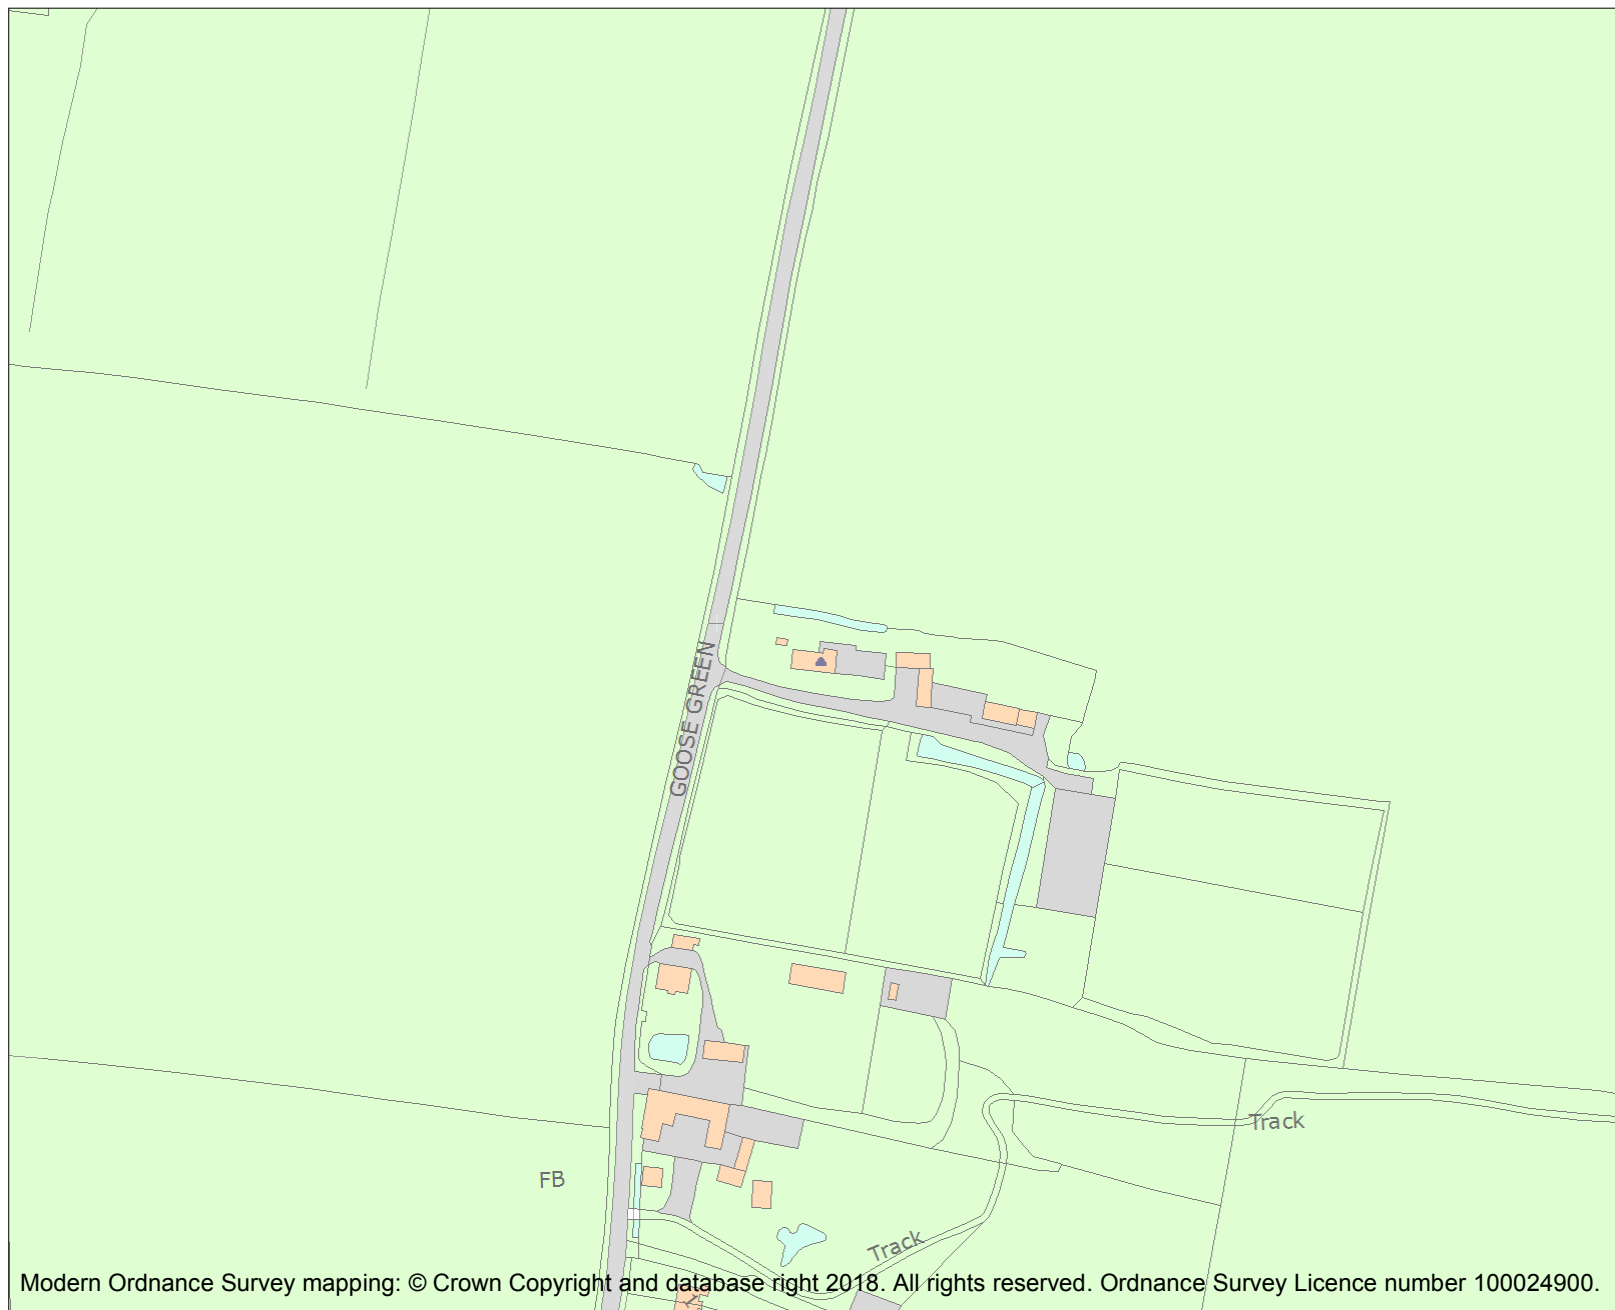 GOOSE GREEN
Track
FB
Track
Modern Ordnance Survey mapping: © Crown Copyright and database right 2018. All rights reserved. Ordnance Survey Licence number 100024900.